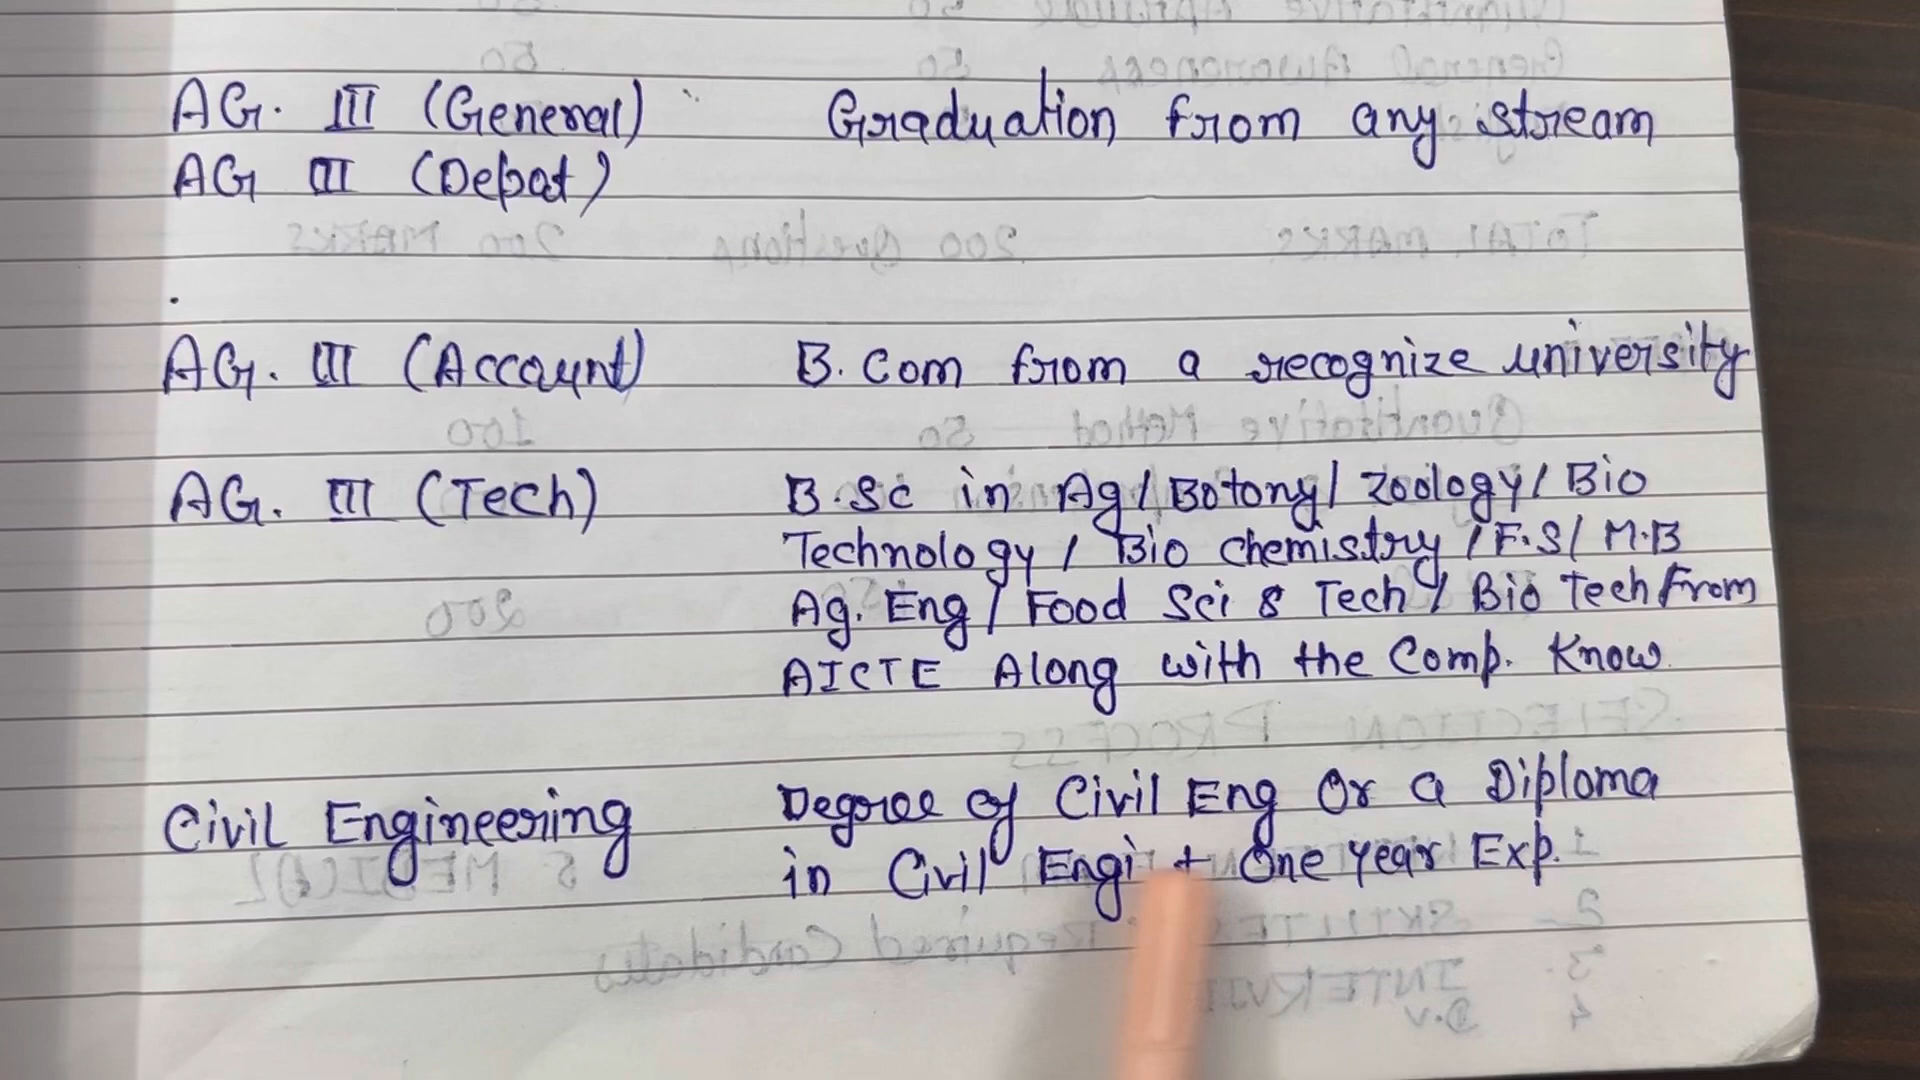 AG. III (General) Graduation from any stream
AG III (Depot)
AG. III (Account) B. Com from a recognize university
AG. III (Tech) B.Sc in Ag/Botony/Zoology/Bio
Technology/Bio chemistry/F.S/M.B
Ag. Eng/Food Sci & Tech/Bio Tech From
AICTE Along with the Comp. Know
Civil Engineering Degree of Civil Eng Or a Diploma
in Civil Engi + One year Exp.